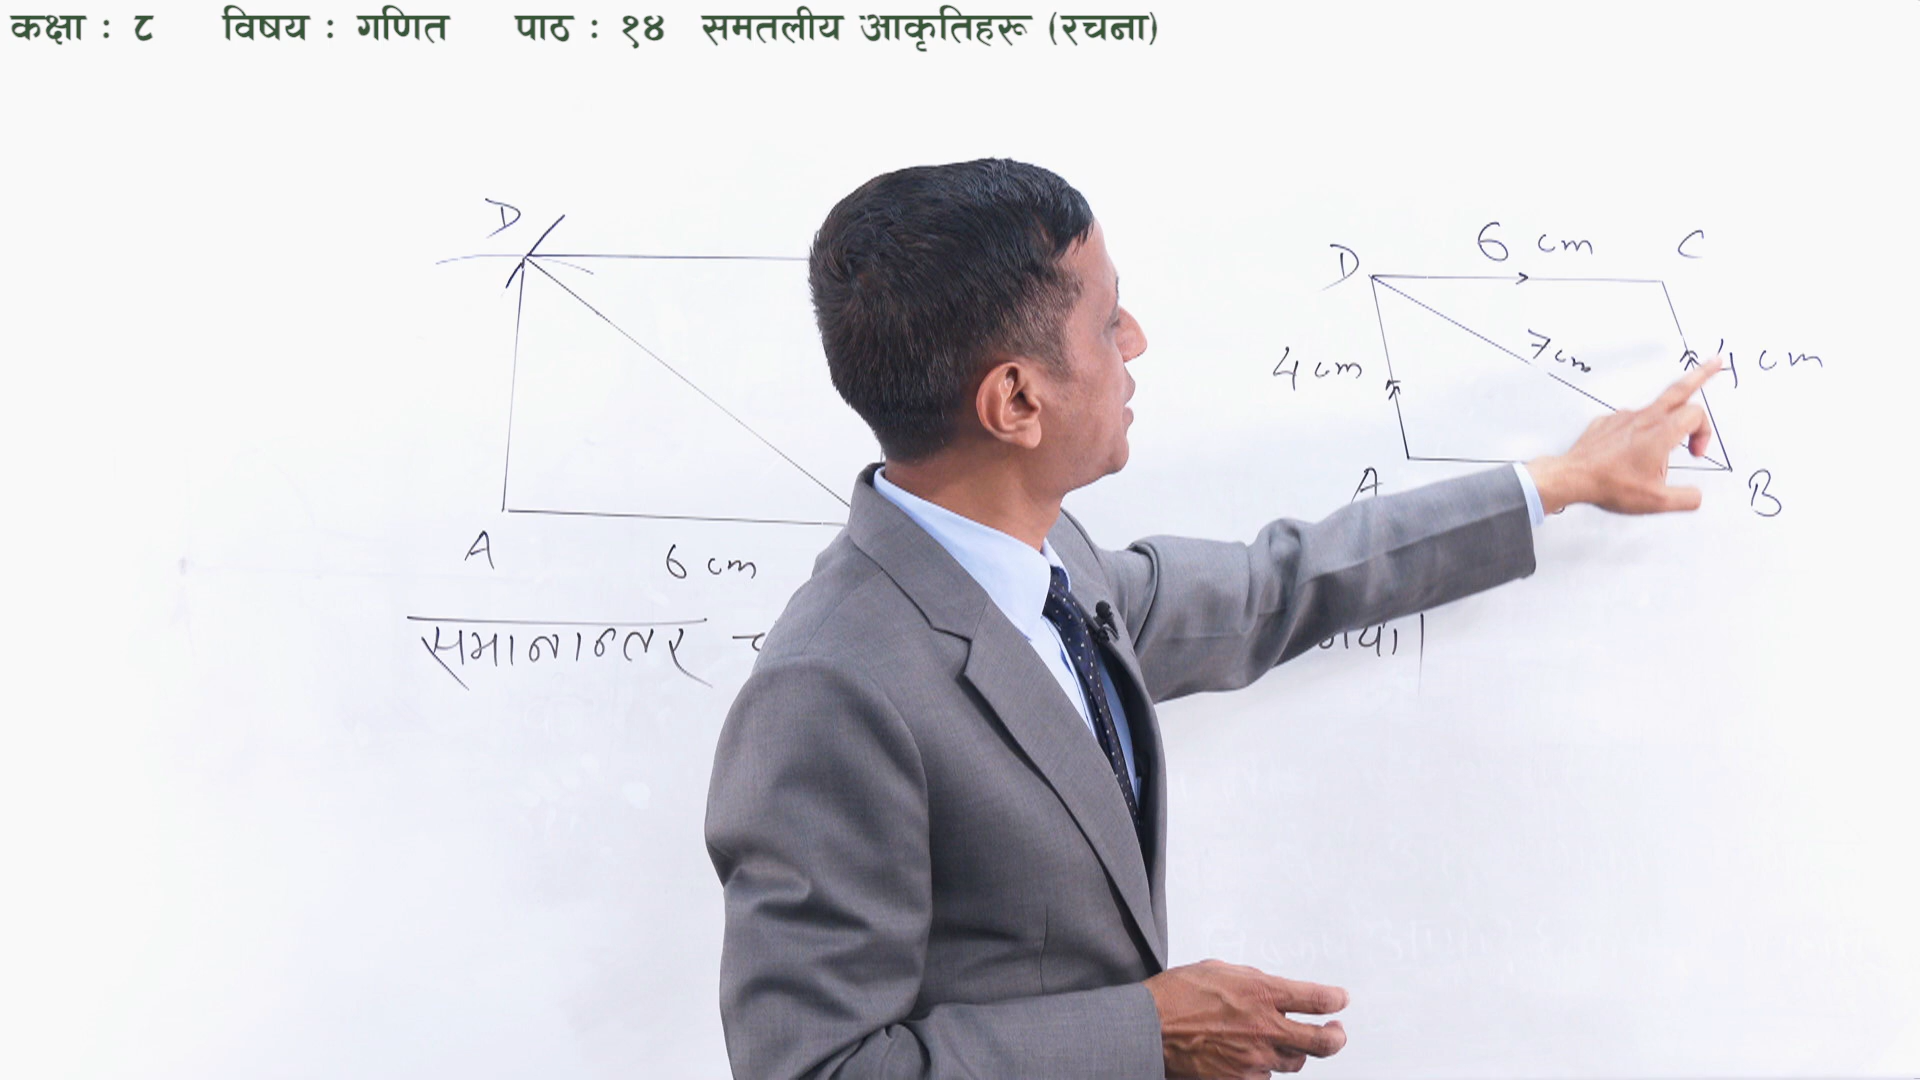 कक्षा : ८ विषय : गणित पाठ : १४ समतलीय आकृतिहरू (रचना)
D
A
6 cm
समानान्तर
D
6 cm
C
4 cm
7 cm
4 cm
A
B